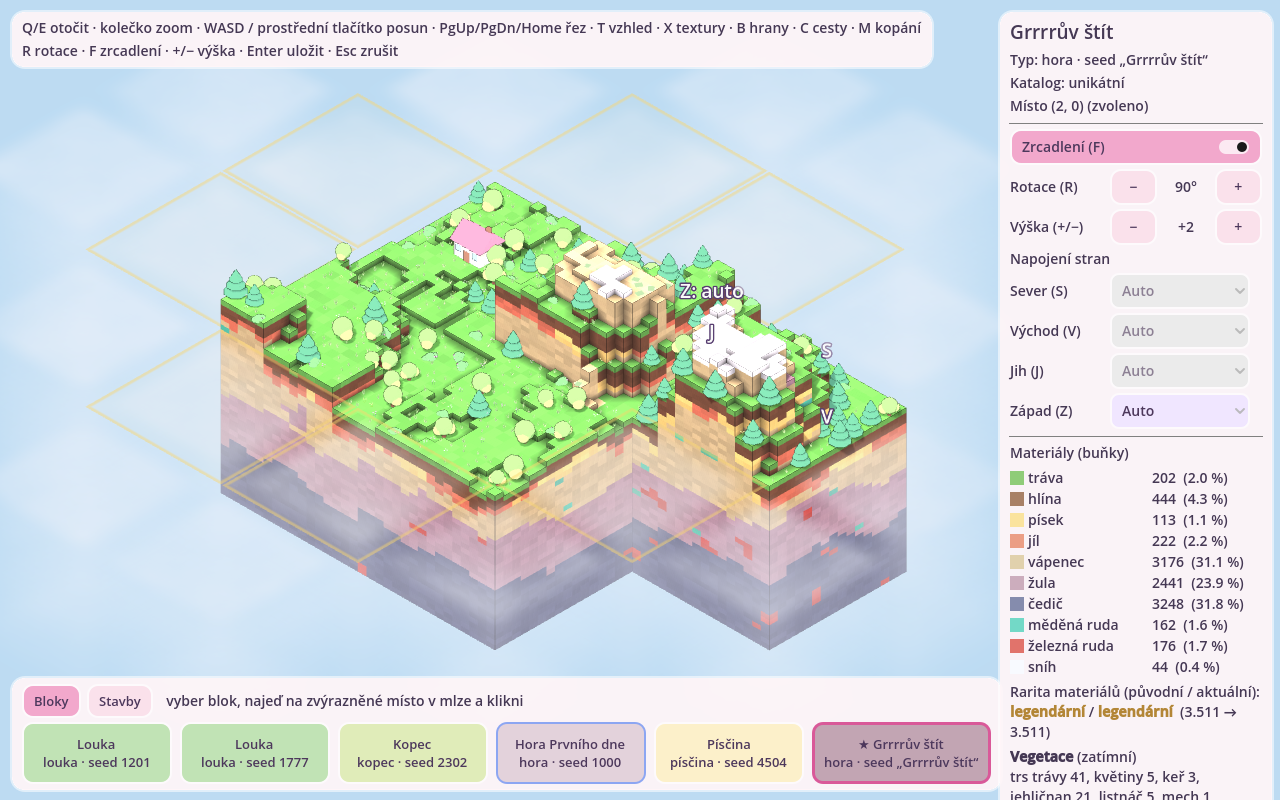 Q/E otočit · kolečko zoom · WASD / prostřední tlačítko posun · PgUp/PgDn/Home řez · T vzhled · X textury · B hrany · C cesty · M kopání
R rotace · F zrcadlení · +/− výška · Enter uložit · Esc zrušit
Z: auto
J
S
V
Bloky
Stavby
vyber blok, najeď na zvýrazněné místo v mlze a klikni
Louka
louka · seed 1201
Louka
louka · seed 1777
Kopec
kopec · seed 2302
Hora Prvního dne
hora · seed 1000
Písčina
písčina · seed 4504
★ Grrrrův štít
hora · seed „Grrrrův štít“
Grrrrův štít
Typ: hora · seed „Grrrrův štít“
Katalog: unikátní
Místo (2, 0) (zvoleno)
Zrcadlení (F)
Rotace (R) − 90° +
Výška (+/−) − +2 +
Napojení stran
Sever (S) Auto
Východ (V) Auto
Jih (J) Auto
Západ (Z) Auto
Materiály (buňky)
tráva 202 (2.0 %)
hlína 444 (4.3 %)
písek 113 (1.1 %)
jíl 222 (2.2 %)
vápenec 3176 (31.1 %)
žula 2441 (23.9 %)
čedič 3248 (31.8 %)
měděná ruda 162 (1.6 %)
železná ruda 176 (1.7 %)
sníh 44 (0.4 %)
Rarita materiálů (původní / aktuální):
legendární / legendární (3.511 →
3.511)
Vegetace (zatímní)
trs trávy 41, květiny 5, keř 3,
jehličnan 21, listnáč 5, mech 1